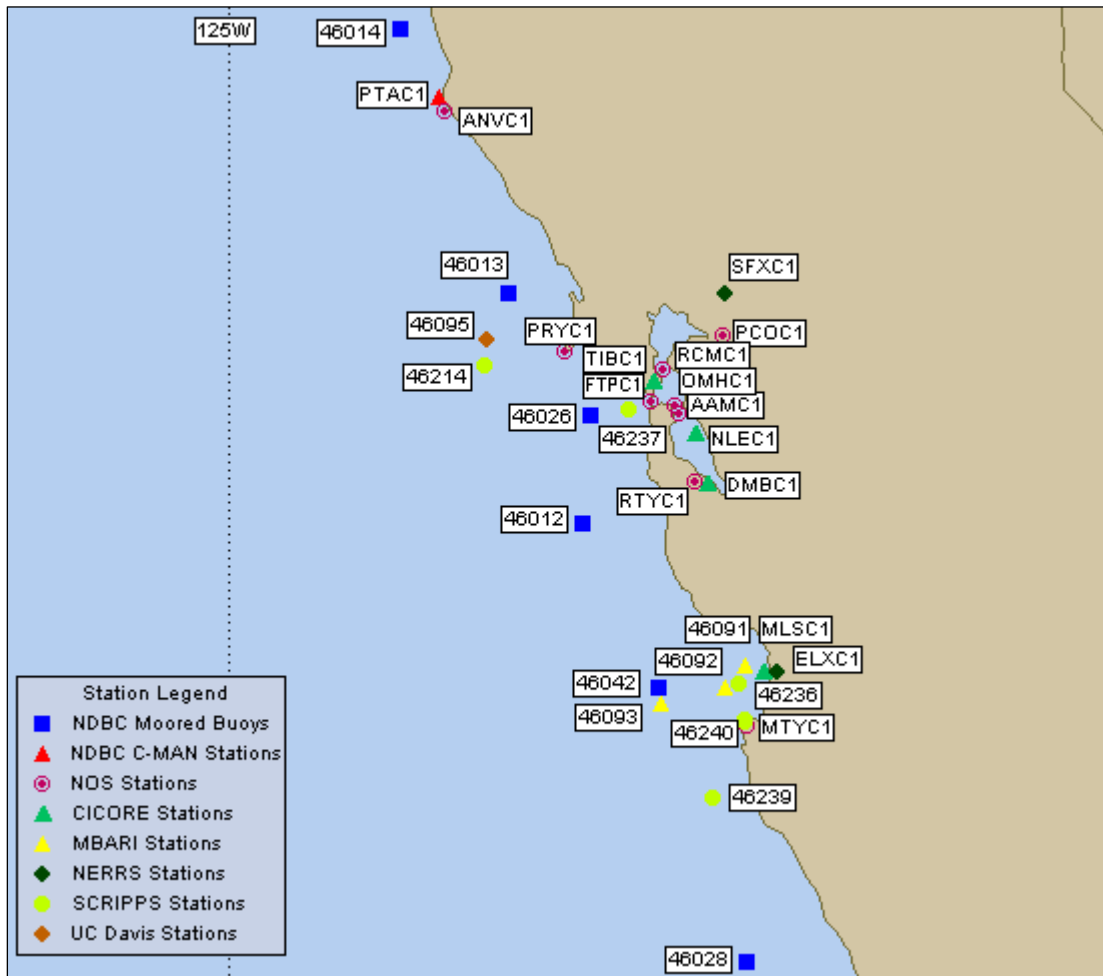 125W
46014
PTAC1
ANVC1
46013
SFXC1
46095
PRYC1
PCOC1
TIBC1
RCMC1
46214
FTPC1
OMHC1
46026
AAMC1
46237
NLEC1
RTYC1
DMBC1
46012
46091
MLSC1
46092
ELXC1
46042
46236
46093
46240
MTYC1
46239
46028
Station Legend
NDBC Moored Buoys
NDBC C-MAN Stations
NOS Stations
CICORE Stations
MBARI Stations
NERRS Stations
SCRIPPS Stations
UC Davis Stations